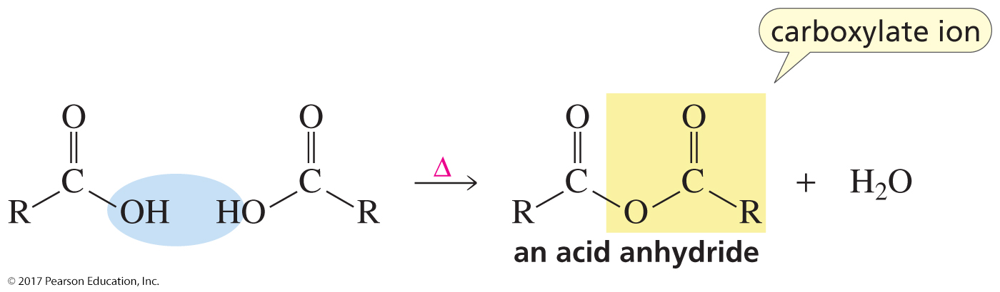 carboxylate ion
O O O O
C C Δ C C + H₂O
R OH HO R R O R
an acid anhydride
© 2017 Pearson Education, Inc.